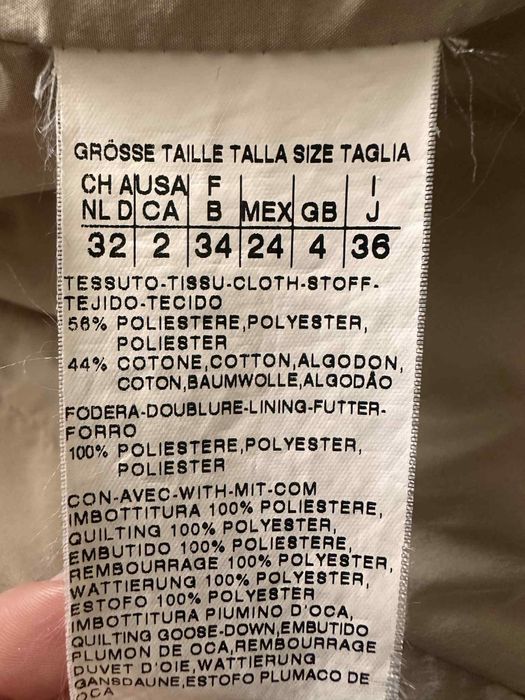 GRÖSSE TAILLE TALLA SIZE TAGLIA
CH A USA F I
NL D CA B MEX GB J
32 2 34 24 4 36
TESSUTO-TISSU-CLOTH-STOFF-
TEJIDO-TECIDO
56% POLIESTERE,POLYESTER,
POLIESTER
44% COTONE,COTTON,ALGODON,
COTON,BAUMWOLLE,ALGODÃO
FODERA-DOUBLURE-LINING-FUTTER-
FORRO
100% POLIESTERE,POLYESTER,
POLIESTER
CON-AVEC-WITH-MIT-COM
IMBOTTITURA 100% POLIESTERE,
QUILTING 100% POLYESTER,
EMBUTIDO 100% POLIESTER,
REMBOURRAGE 100% POLYESTER,
WATTIERUNG 100% POLYESTER,
ESTOFO 100% POLIESTER
IMBOTTITURA PIUMINO D'OCA,
QUILTING GOOSE-DOWN,EMBUTIDO
PLUMON DE OCA,REMBOURRAGE
DUVET D'OIE,WATTIERUNG
GANSDAUNE,ESTOFO PLUMACO DE
OCA